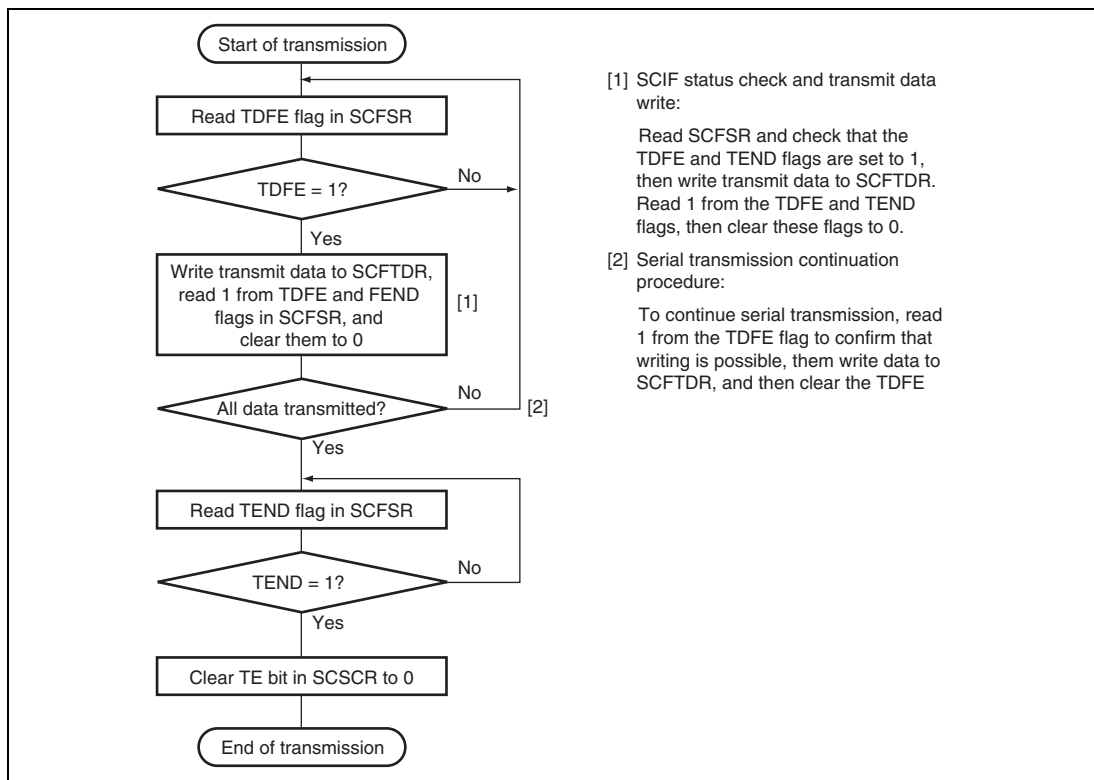 Start of transmission
Read TDFE flag in SCFSR
TDFE = 1?
No
Yes
Write transmit data to SCFTDR,
read 1 from TDFE and FEND
flags in SCFSR, and
clear them to 0
[1]
All data transmitted?
No
[2]
Yes
Read TEND flag in SCFSR
TEND = 1?
No
Yes
Clear TE bit in SCSCR to 0
End of transmission
[1] SCIF status check and transmit data
write:
Read SCFSR and check that the
TDFE and TEND flags are set to 1,
then write transmit data to SCFTDR.
Read 1 from the TDFE and TEND
flags, then clear these flags to 0.
[2] Serial transmission continuation
procedure:
To continue serial transmission, read
1 from the TDFE flag to confirm that
writing is possible, them write data to
SCFTDR, and then clear the TDFE